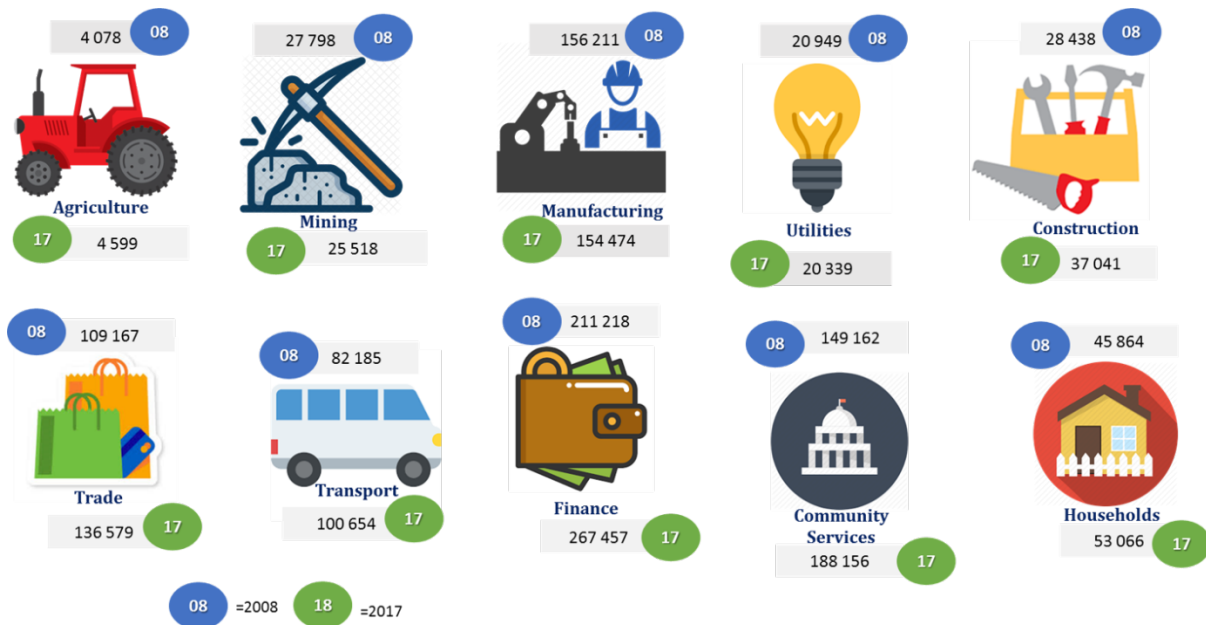 4 078 08
27 798 08
156 211 08
20 949 08
28 438 08
Agriculture
Mining
Manufacturing
Utilities
Construction
17 4 599
17 25 518
17 154 474
17 20 339
17 37 041
08 109 167
08 82 185
08 211 218
08 149 162
08 45 864
Trade
Transport
Finance
Community
Services
Households
136 579 17
100 654 17
267 457 17
188 156 17
53 066 17
08 =2008 18 =2017